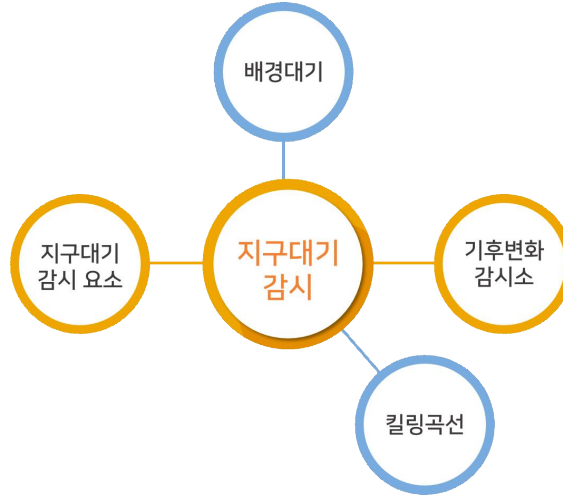 배경대기
지구대기
감시 요소
지구대기
감시
기후변화
감시소
킬링곡선